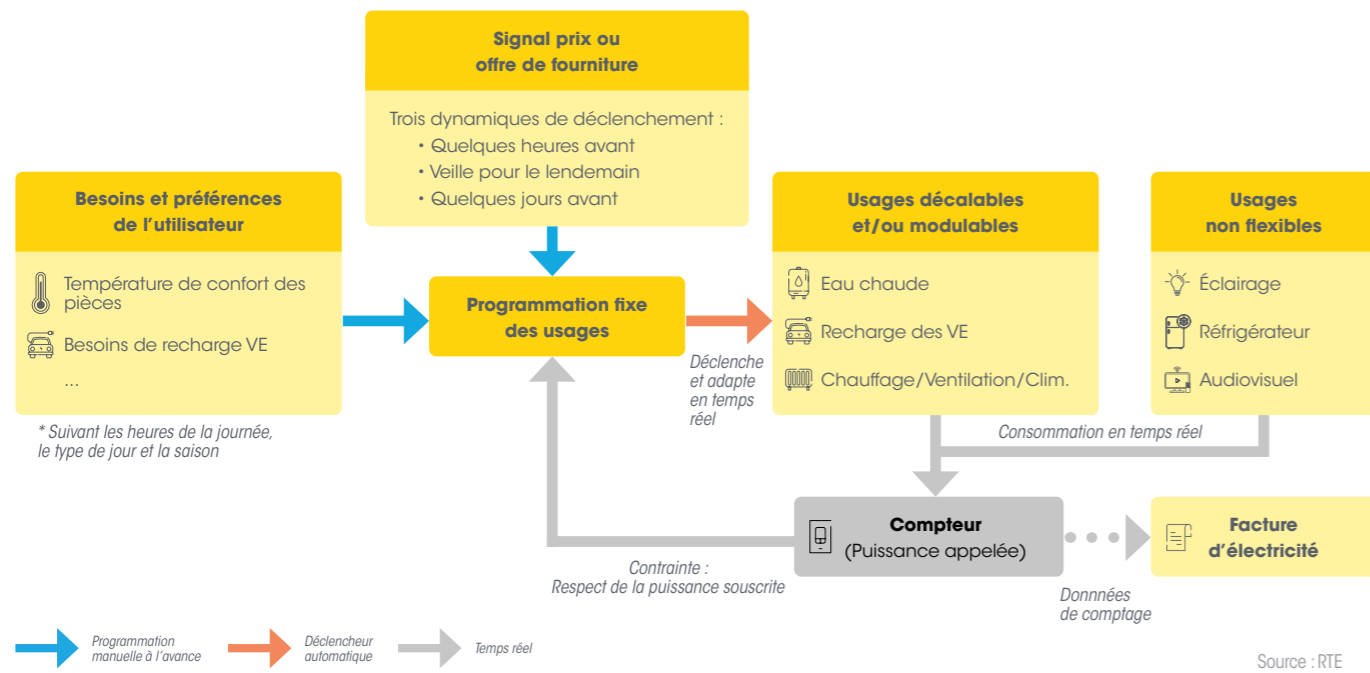 Signal prix ou
offre de fourniture
Trois dynamiques de déclenchement :
• Quelques heures avant
• Veille pour le lendemain
• Quelques jours avant
Besoins et préférences
de l'utilisateur
Température de confort des
pièces
Besoins de recharge VE
...
* Suivant les heures de la journée,
le type de jour et la saison
Programmation fixe
des usages
Déclenche
et adapte
en temps
réel
Usages décalables
et/ou modulables
Eau chaude
Recharge des VE
Chauffage/Ventilation/Clim.
Usages
non flexibles
Éclairage
Réfrigérateur
Audiovisuel
Consommation en temps réel
Compteur
(Puissance appelée)
Facture
d'électricité
Contrainte :
Respect de la puissance souscrite
Donnnées
de comptage
Programmation
manuelle à l'avance
Déclencheur
automatique
Temps réel
Source : RTE